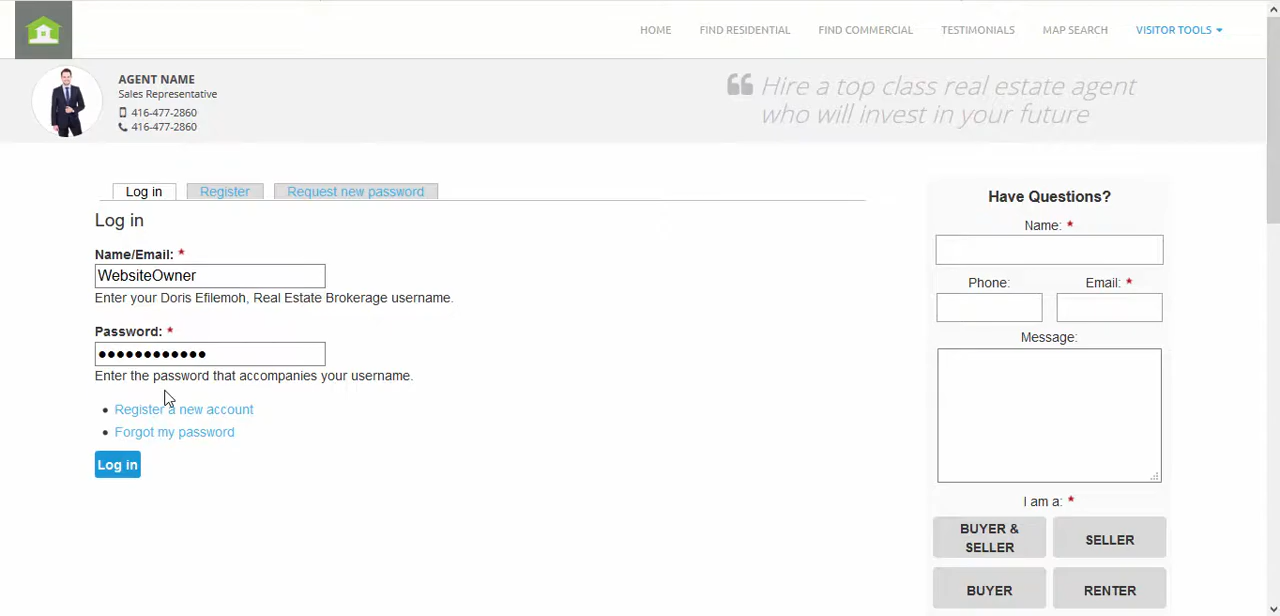 HOME FIND RESIDENTIAL FIND COMMERCIAL TESTIMONIALS MAP SEARCH VISITOR TOOLS
AGENT NAME
Sales Representative
416-477-2860
416-477-2860
Hire a top class real estate agent
who will invest in your future
Log in Register Request new password
Log in
Name/Email: *
WebsiteOwner
Enter your Doris Efilemoh, Real Estate Brokerage username.
Password: *
••••••••••••
Enter the password that accompanies your username.
• Register a new account
• Forgot my password
Log in
Have Questions?
Name: *
Phone: Email: *
Message:
I am a: *
BUYER &
SELLER
SELLER
BUYER
RENTER